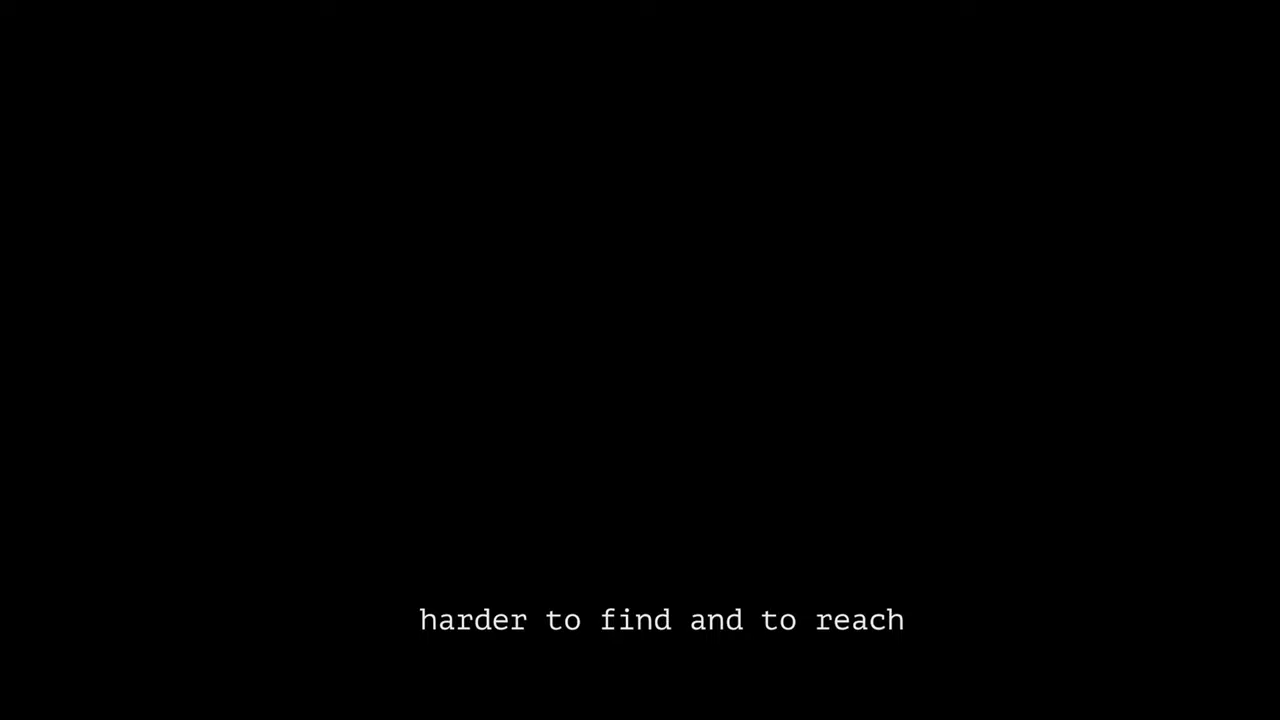 harder to find and to reach